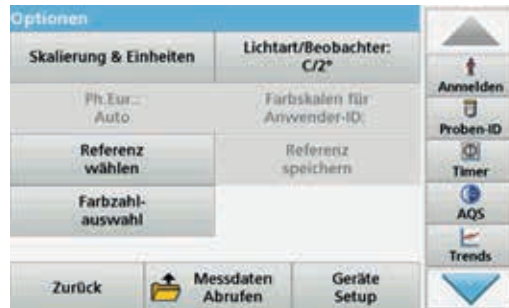 Optionen
Skalierung & Einheiten
Lichtart/Beobachter:
C/2°
Ph.Eur.:
Auto
Farbskalen für
Anwender-ID:
Referenz
wählen
Referenz
speichern
Farbzahl-
auswahl
Zurück
Messdaten
Abrufen
Geräte
Setup
Anmelden
Proben-ID
Timer
AQS
Trends